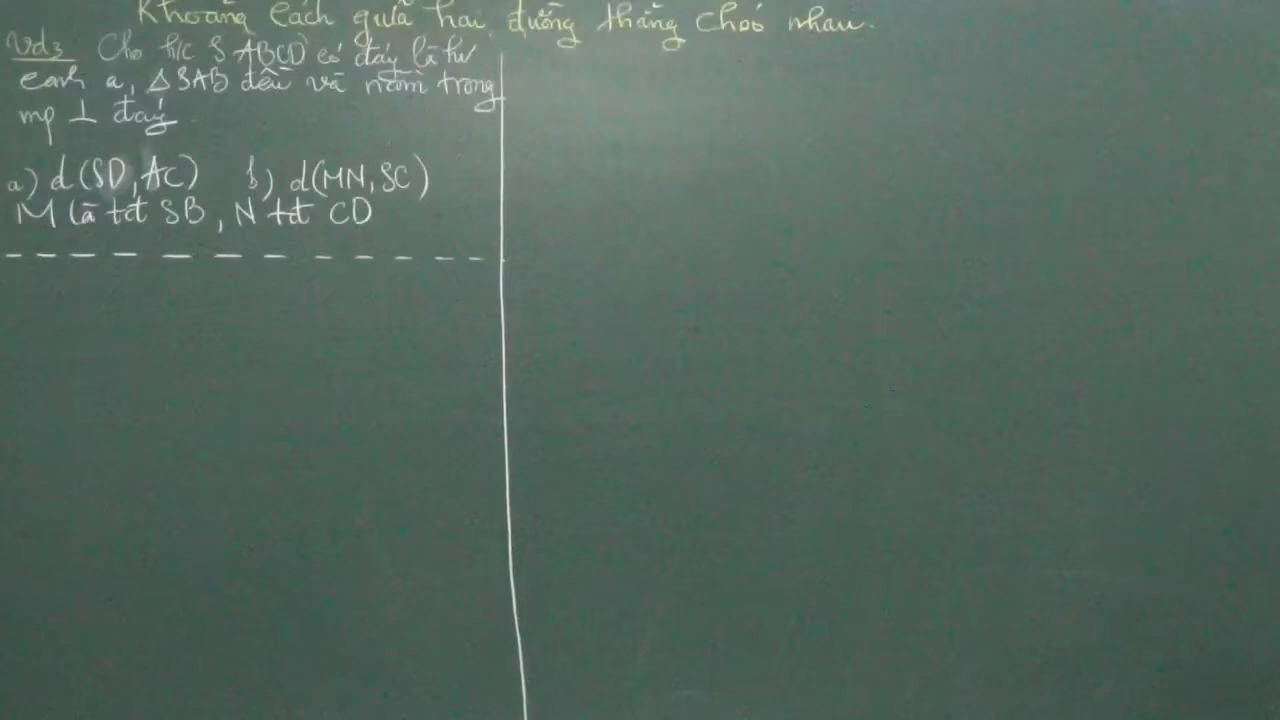 Khoảng cách giữa hai đường thẳng chéo nhau.
Vd3 Cho h/c S ABCD có đáy là hv
cạnh a, △SAB đều và nằm trong
mp ⊥ đáy.
a) d(SD, AC) b) d(MN, SC)
M là tđ SB, N tđ CD